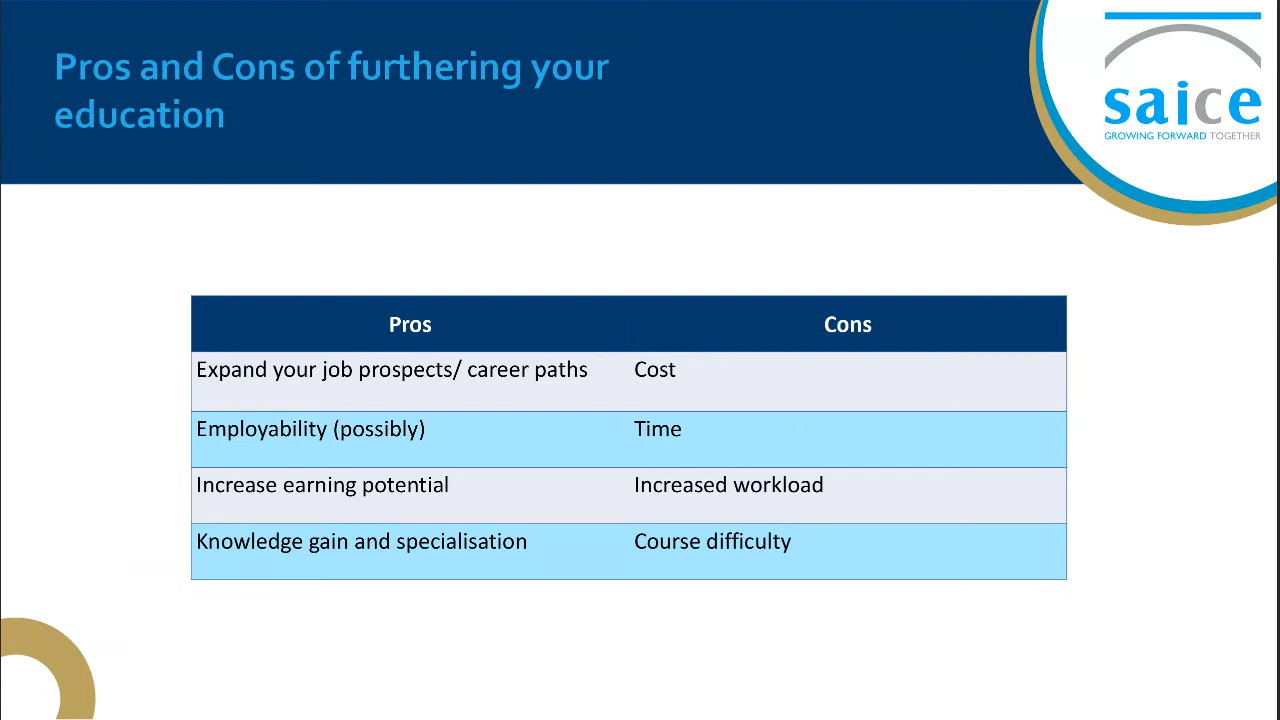 Pros and Cons of furthering your
education
saice
GROWING FORWARD TOGETHER
Pros Cons
Expand your job prospects/ career paths Cost
Employability (possibly) Time
Increase earning potential Increased workload
Knowledge gain and specialisation Course difficulty